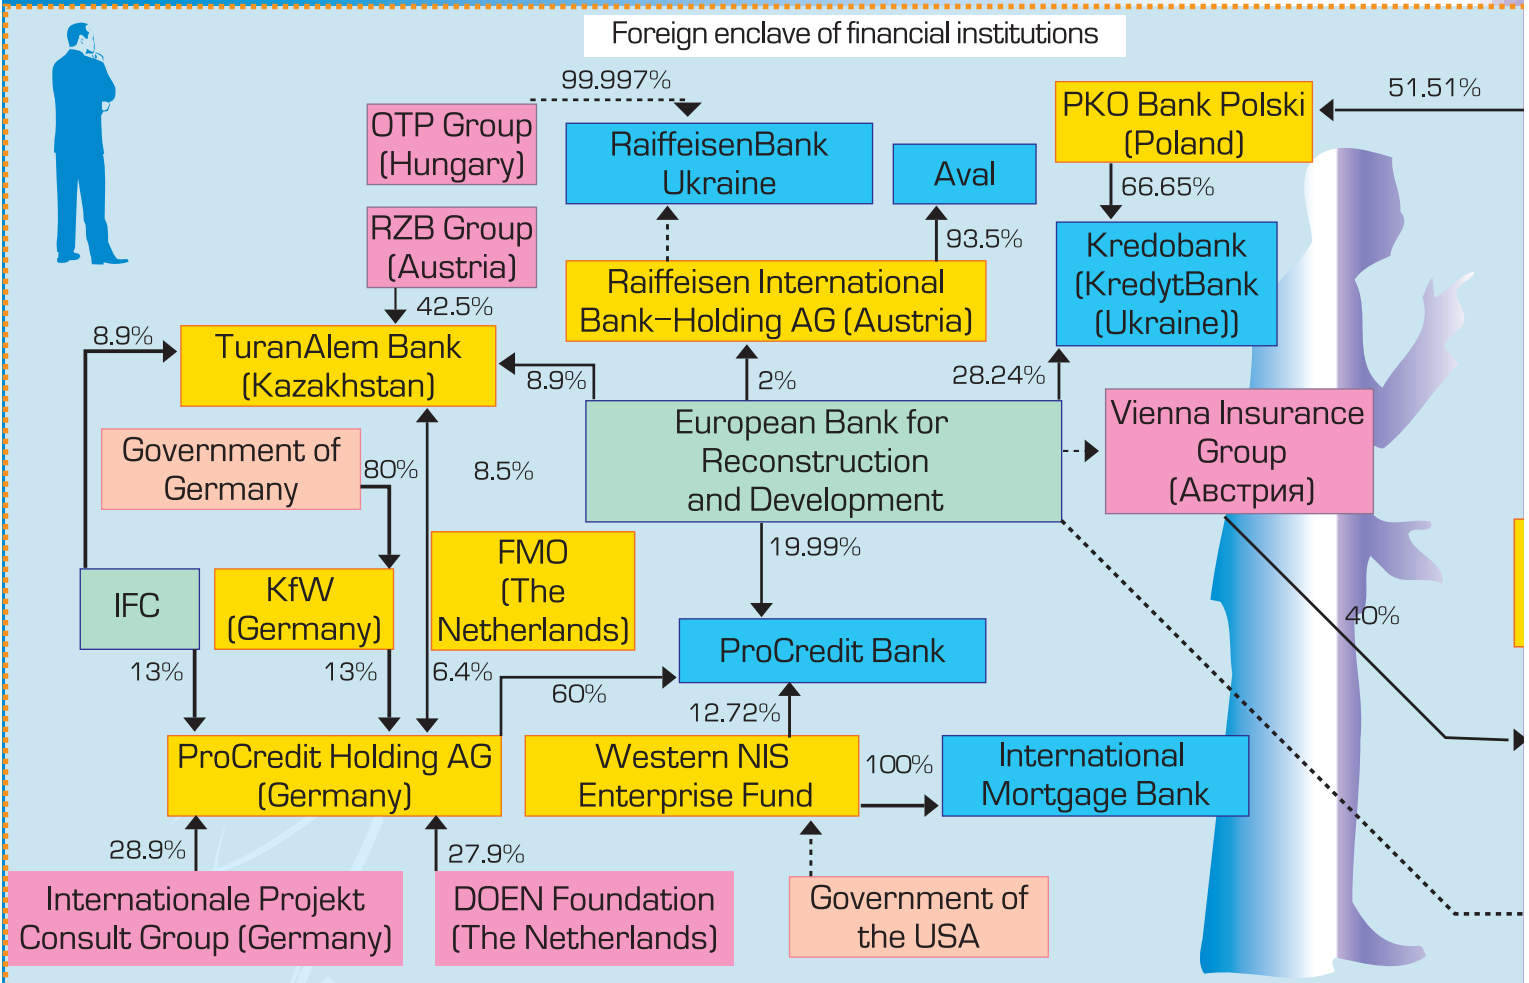 Foreign enclave of financial institutions
99.997%
OTP Group
(Hungary)
RaiffeisenBank
Ukraine
Aval
PKO Bank Polski
(Poland)
51.51%
66.65%
RZB Group
(Austria)
93.5%
Kredobank
(KredytBank
(Ukraine))
Raiffeisen International
Bank-Holding AG (Austria)
42.5%
8.9%
TuranAlem Bank
(Kazakhstan)
8.9%
2%
28.24%
European Bank for
Reconstruction
and Development
Vienna Insurance
Group
(Австрия)
Government of
Germany
80%
8.5%
19.99%
FMO
(The
Netherlands)
IFC
KfW
(Germany)
40%
ProCredit Bank
13%
13%
6.4%
60%
12.72%
ProCredit Holding AG
(Germany)
Western NIS
Enterprise Fund
100%
International
Mortgage Bank
28.9%
27.9%
Internationale Projekt
Consult Group (Germany)
DOEN Foundation
(The Netherlands)
Government of
the USA